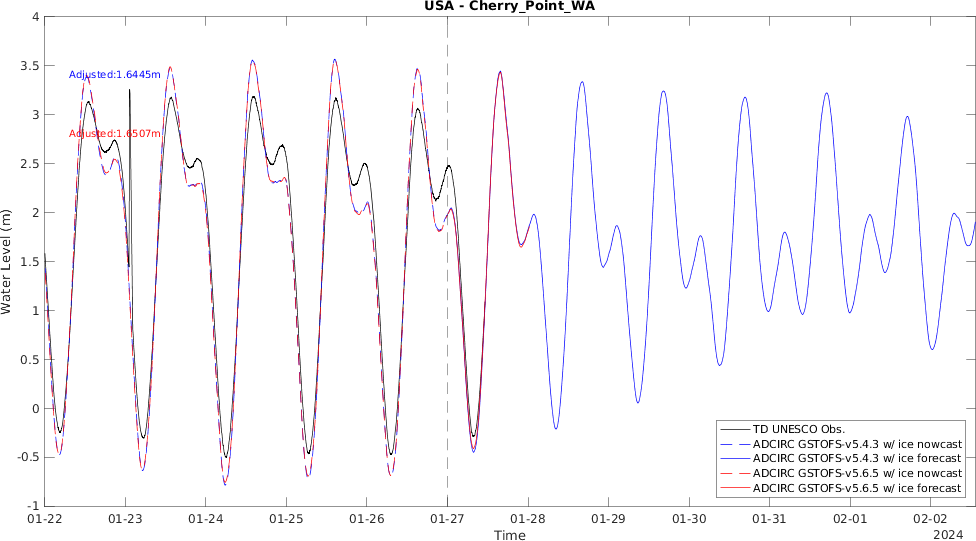 USA - Cherry_Point_WA
4
3.5
3
2.5
2
1.5
1
0.5
0
-0.5
-1
Water Level (m)
Adjusted:1.6445m
Adjusted:1.6507m
TD UNESCO Obs.
ADCIRC GSTOFS-v5.4.3 w/ ice nowcast
ADCIRC GSTOFS-v5.4.3 w/ ice forecast
ADCIRC GSTOFS-v5.6.5 w/ ice nowcast
ADCIRC GSTOFS-v5.6.5 w/ ice forecast
01-22 01-23 01-24 01-25 01-26 01-27 01-28 01-29 01-30 01-31 02-01 02-02
Time
2024